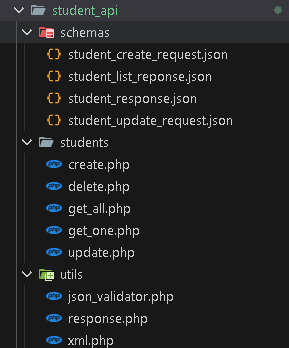 student_api
schemas
student_create_request.json
student_list_reponse.json
student_response.json
student_update_request.json
students
create.php
delete.php
get_all.php
get_one.php
update.php
utils
json_validator.php
response.php
xml.php